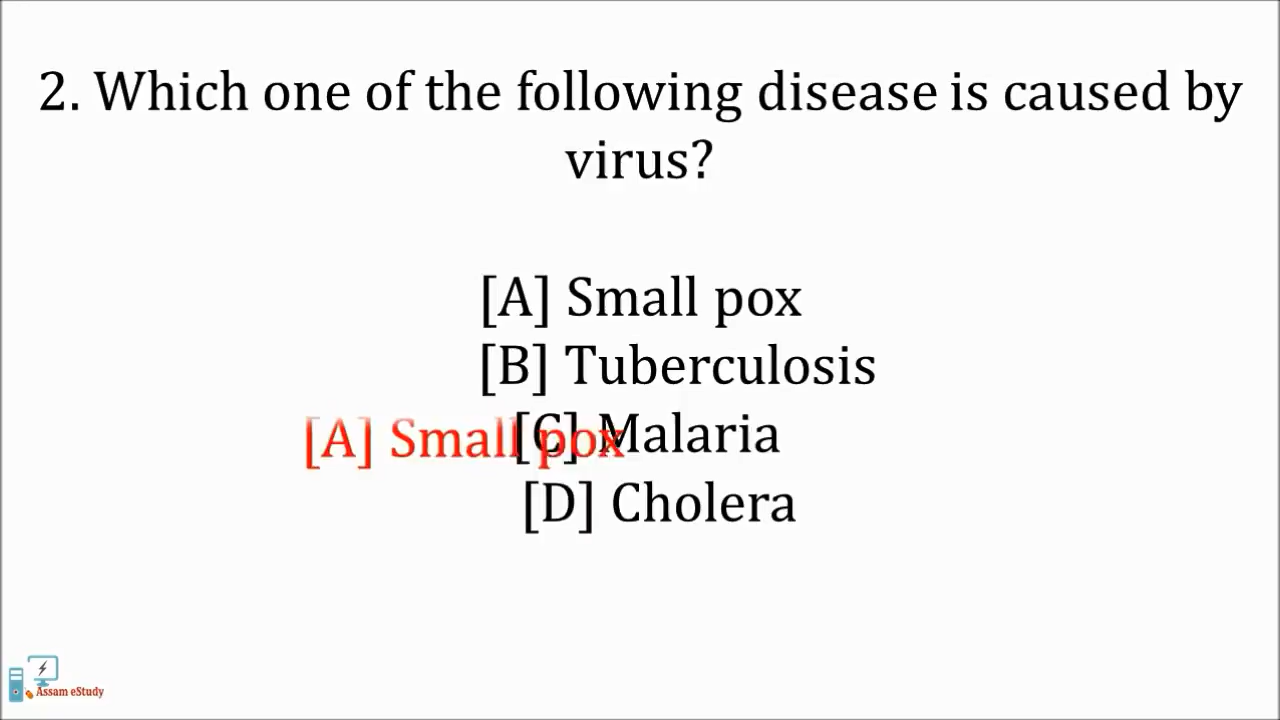 2. Which one of the following disease is caused by
virus?
[A] Small pox
[B] Tuberculosis
[C] Malaria
[A] Small pox
[D] Cholera
Assam eStudy